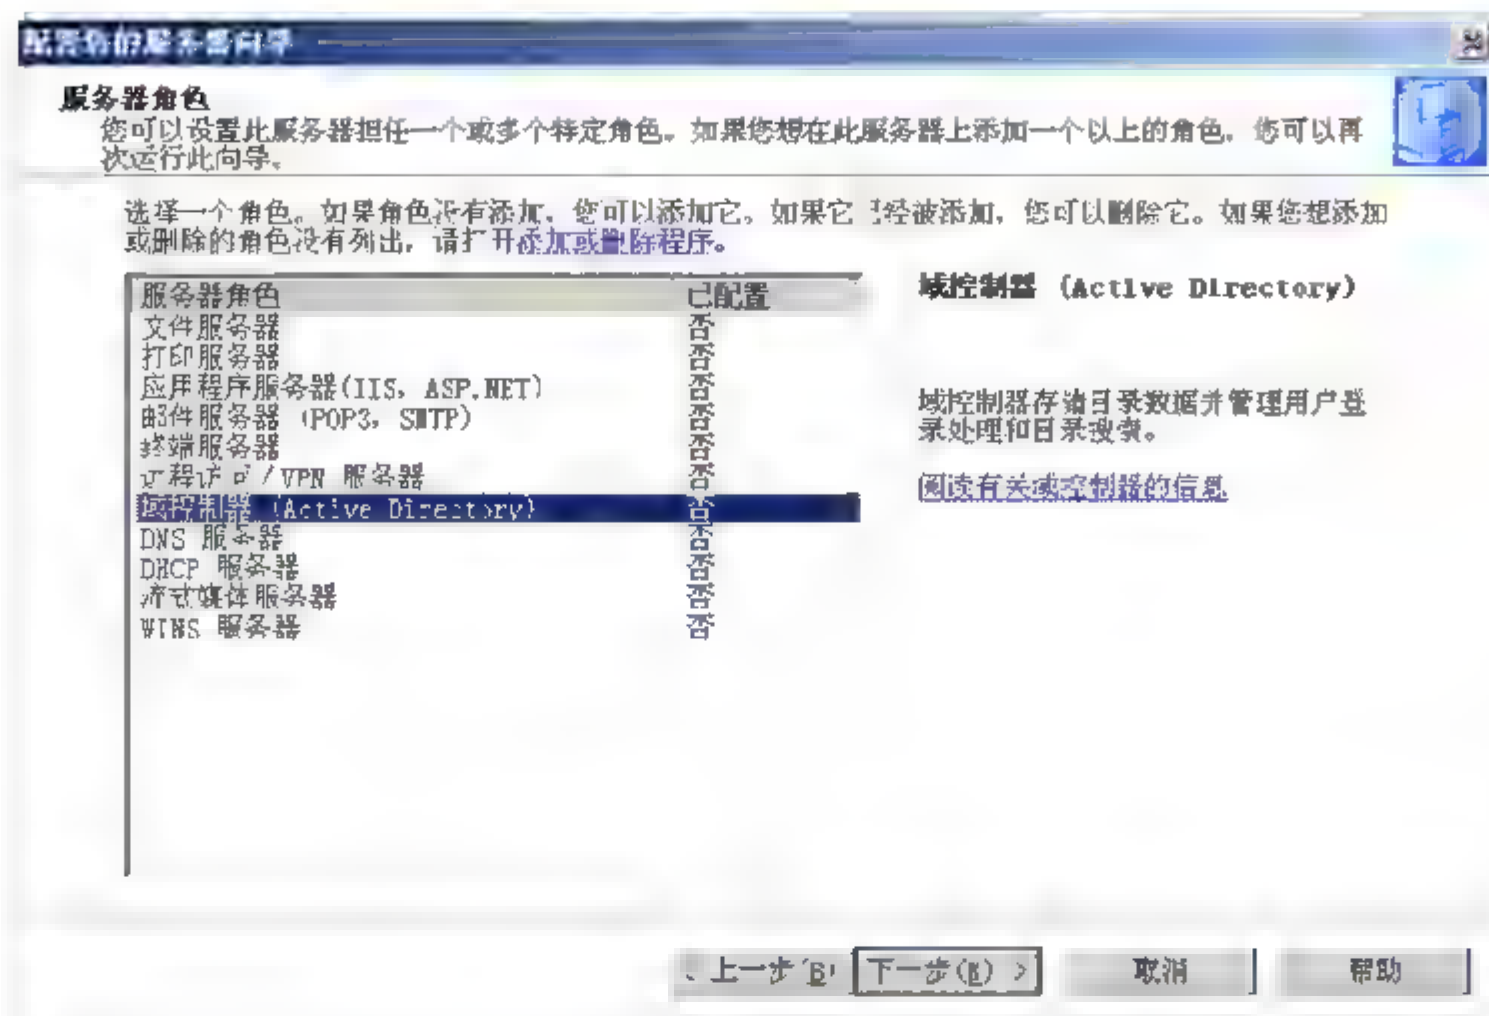 配置您的服务器向导
服务器角色
您可以设置此服务器担任一个或多个特定角色。如果您想在此服务器上添加一个以上的角色，您可以再
次运行此向导。
选择一个角色。如果角色没有添加，您可以添加它。如果它已经被添加，您可以删除它。如果您想添加
或删除的角色没有列出，请打开添加或删除程序。
服务器角色 已配置
文件服务器 否
打印服务器 否
应用程序服务器(IIS, ASP.NET) 否
邮件服务器 (POP3, SMTP) 否
终端服务器 否
远程访问/VPN 服务器 否
域控制器 (Active Directory) 否
DNS 服务器 否
DHCP 服务器 否
流式媒体服务器 否
WINS 服务器 否
域控制器 (Active Directory)
域控制器存储目录数据并管理用户登
录处理和目录搜索。
阅读有关域控制器的信息
< 上一步(B) 下一步(N) > 取消 帮助